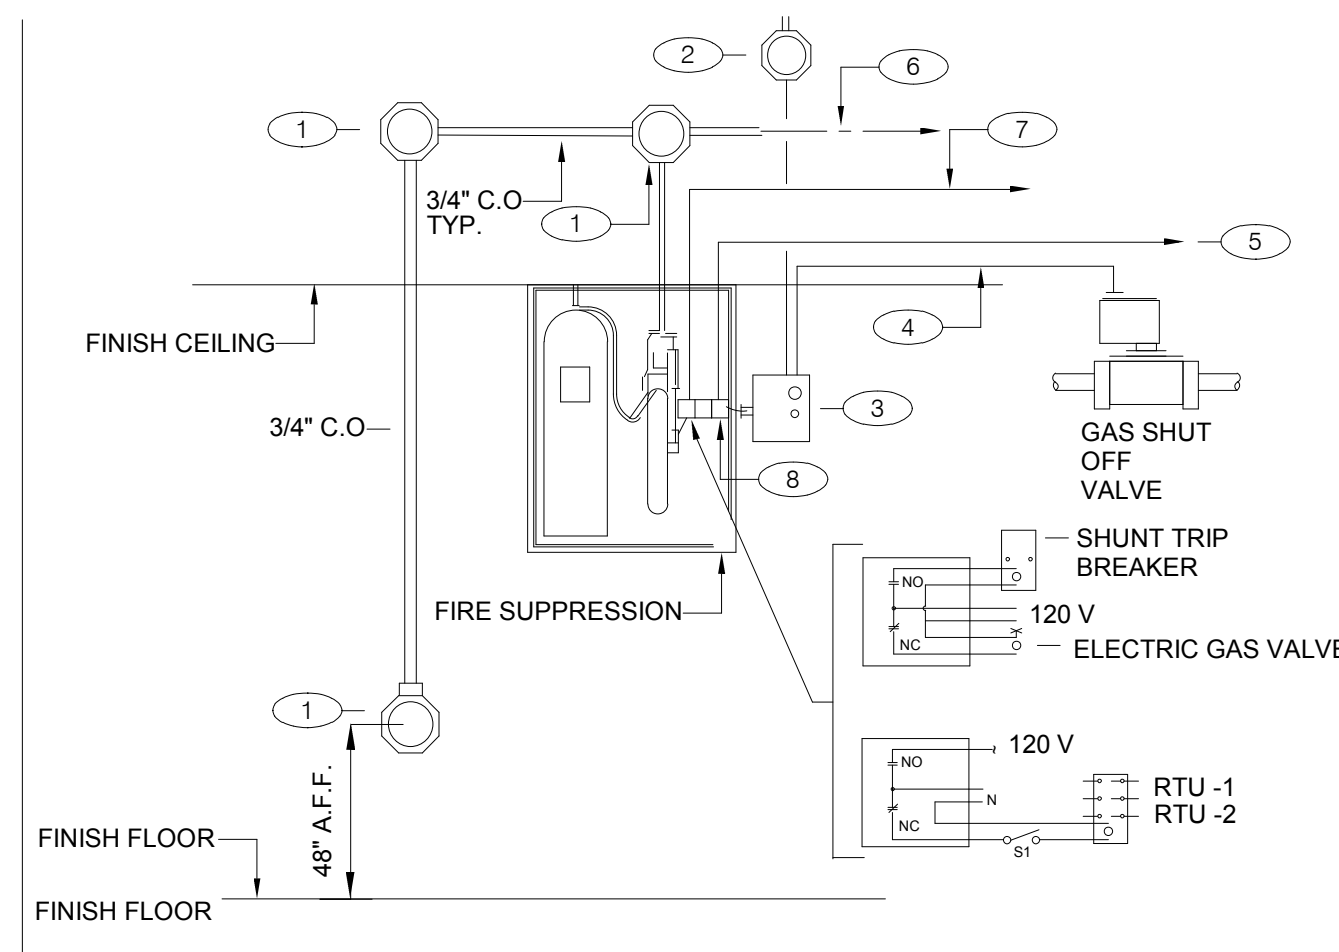 2
6
1
7
3/4" C.O
TYP.
1
5
4
FINISH CEILING
3/4" C.O
3
GAS SHUT
OFF
VALVE
8
SHUNT TRIP
BREAKER
NO
FIRE SUPPRESSION
120 V
NC
ELECTRIC GAS VALVE
1
120 V
NO
48" A.F.F.
RTU -1
N
RTU -2
NC
S1
FINISH FLOOR
FINISH FLOOR